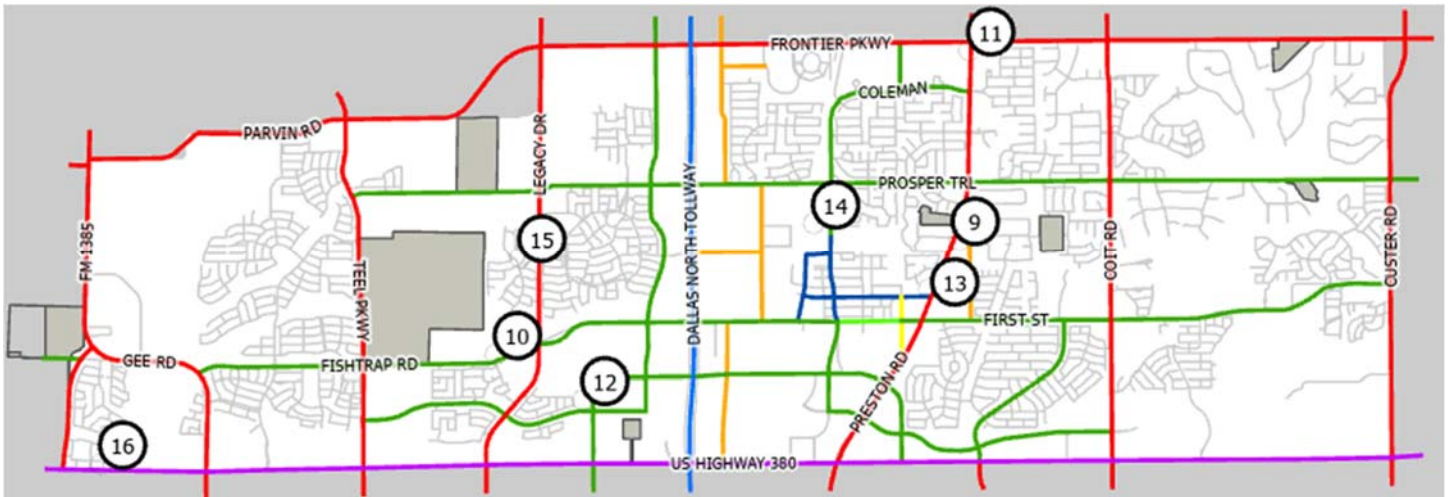 FRONTIER PKWY
11
COLEMAN
PARVIN RD
LEGACY DR
PROSPER TRL
14
9
FM 1385
15
DALLAS NORTH TOLLWAY
COIT RD
CUSTER RD
TEEL PKWY
13
10
FIRST ST
GEE RD
FISHTRAP RD
12
PRESTON RD
16
US HIGHWAY 380